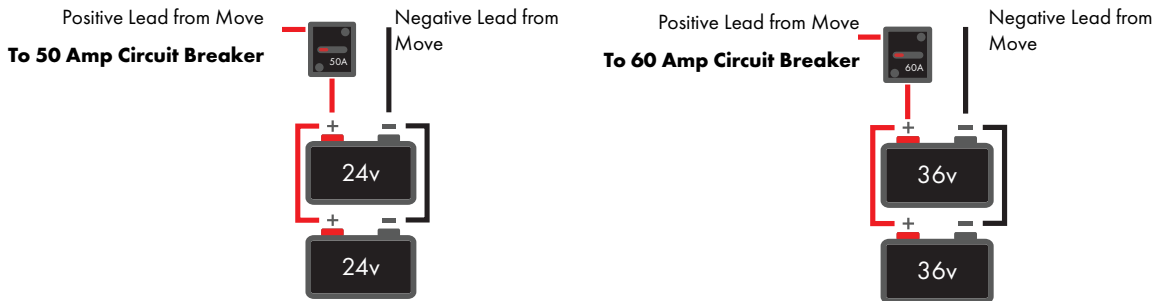 Positive Lead from Move
To 50 Amp Circuit Breaker
50A
Negative Lead from
Move
+ −
24v
+ −
24v
Positive Lead from Move
To 60 Amp Circuit Breaker
60A
Negative Lead from
Move
+ −
36v
+ −
36v